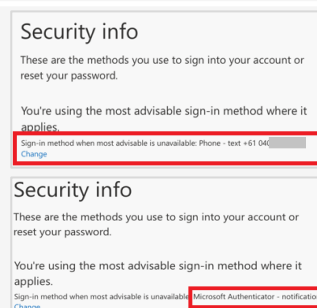 Security info
These are the methods you use to sign into your account or
reset your password.
You're using the most advisable sign-in method where it
applies.
Sign-in method when most advisable is unavailable: Phone - text +61 040
Change
Security info
These are the methods you use to sign into your account or
reset your password.
You're using the most advisable sign-in method where it
applies.
Sign-in method when most advisable is unavailable: Microsoft Authenticator - notification
Change